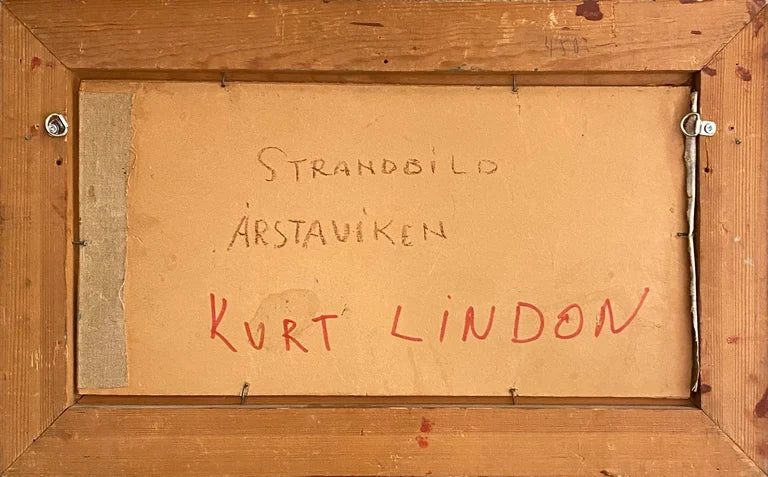 STRANDBILD
ÅRSTAVIKEN
KURT LINDON